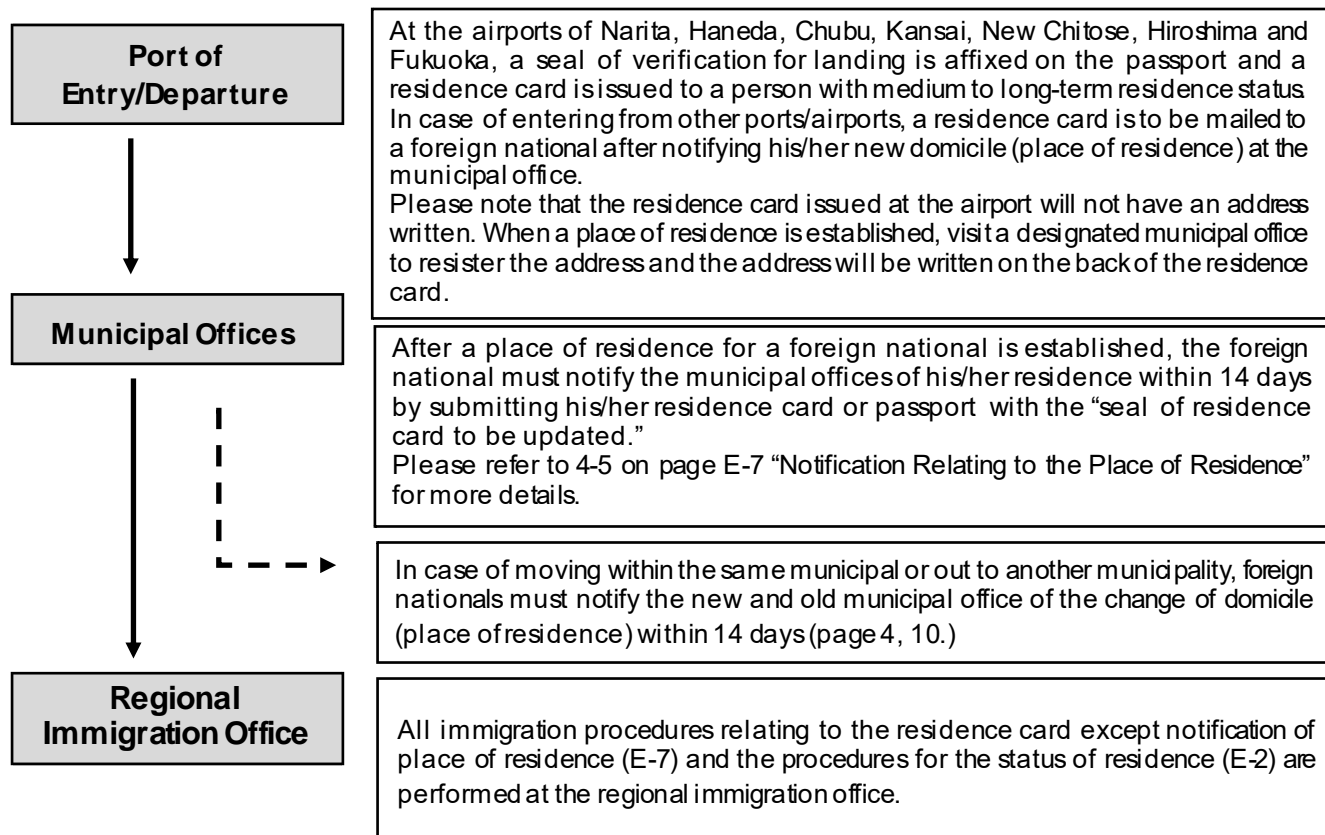 Port of
Entry/Departure
At the airports of Narita, Haneda, Chubu, Kansai, New Chitose, Hiroshima and
Fukuoka, a seal of verification for landing is affixed on the passport and a
residence card is issued to a person with medium to long-term residence status.
In case of entering from other ports/airports, a residence card is to be mailed to
a foreign national after notifying his/her new domicile (place of residence) at the
municipal office.
Please note that the residence card issued at the airport will not have an address
written. When a place of residence is established, visit a designated municipal office
to resister the address and the address will be written on the back of the residence
card.
Municipal Offices
After a place of residence for a foreign national is established, the foreign
national must notify the municipal offices of his/her residence within 14 days
by submitting his/her residence card or passport with the “seal of residence
card to be updated.”
Please refer to 4-5 on page E-7 “Notification Relating to the Place of Residence”
for more details.
In case of moving within the same municipal or out to another municipality, foreign
nationals must notify the new and old municipal office of the change of domicile
(place of residence) within 14 days (page 4, 10.)
Regional
Immigration Office
All immigration procedures relating to the residence card except notification of
place of residence (E-7) and the procedures for the status of residence (E-2) are
performed at the regional immigration office.